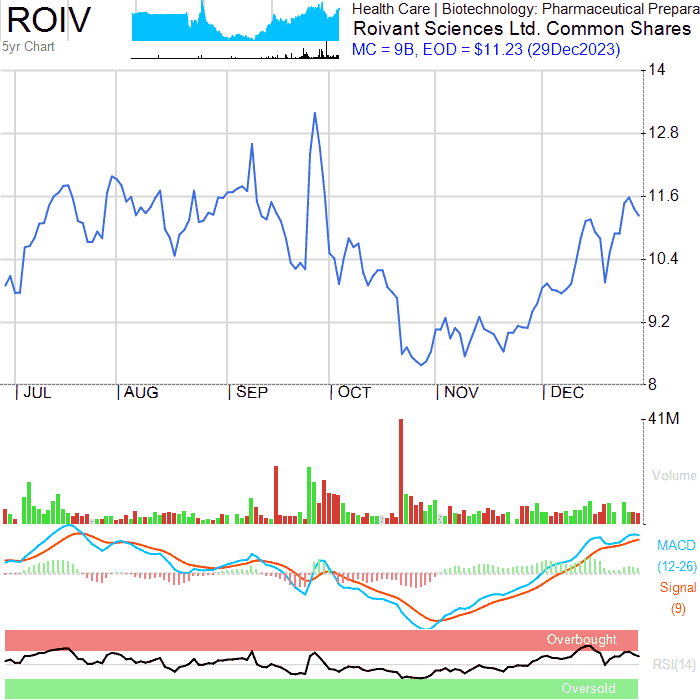 ROIV
5yr Chart
Health Care | Biotechnology: Pharmaceutical Prepara
Roivant Sciences Ltd. Common Shares
MC = 9B, EOD = $11.23 (29Dec2023)
14
12.8
11.6
10.4
9.2
8
JUL AUG SEP OCT NOV DEC
41M
Volume
MACD
(12-26)
Signal
(9)
Overbought
RSI(14)
Oversold